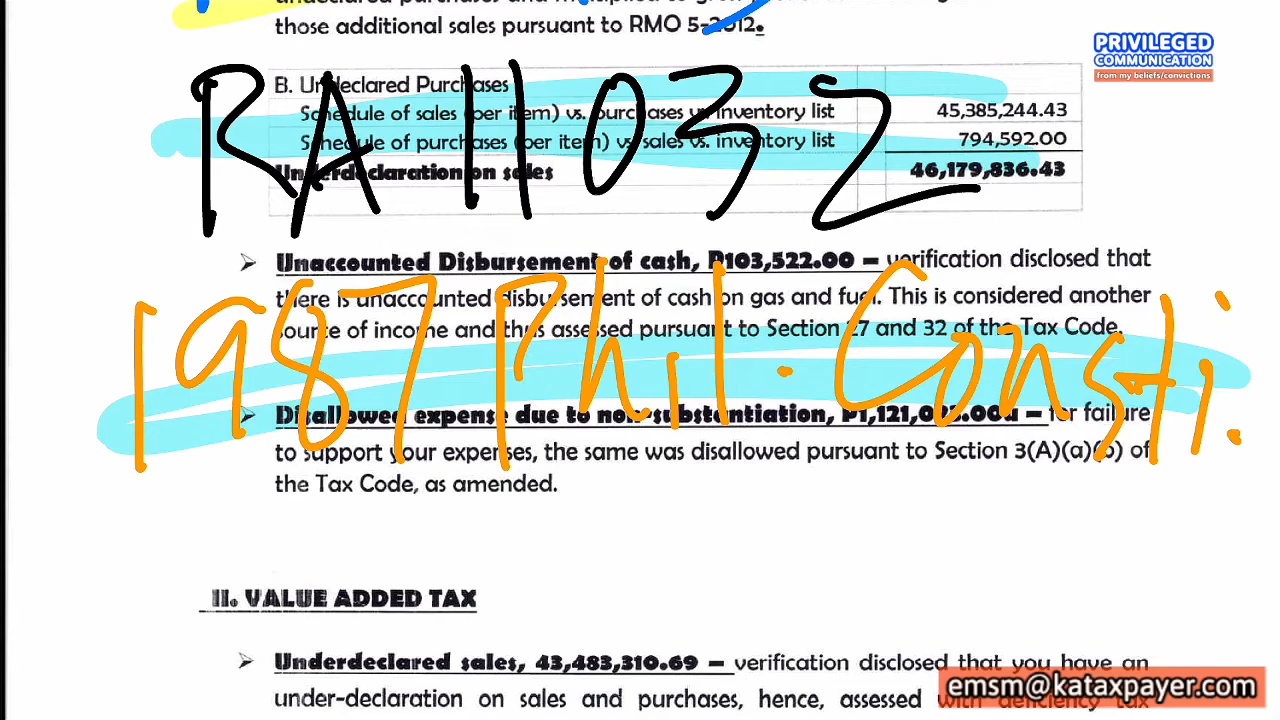 those additional sales pursuant to RMO 5-2012.
PRIVILEGED
COMMUNICATION
from my beliefs/convictions
B. Undeclared Purchases
Schedule of sales (per item) vs. purchases vs inventory list 45,385,244.43
Schedule of purchases (per item) vs sales vs. inventory list 794,592.00
Underdeclaration on sales 46,179,836.43
RA 11032
➢ Unaccounted Disbursement of cash, P103,522.00 – verification disclosed that
there is unaccounted disbursement of cash on gas and fuel. This is considered another
source of income and thus assessed pursuant to Section 27 and 32 of the Tax Code.
1987 Phil. Consti.
➢ Disallowed expense due to non-substantiation, – for failure
to support your expenses, the same was disallowed pursuant to Section 3(A)(a)(b) of
the Tax Code, as amended.
II. VALUE ADDED TAX
➢ Underdeclared sales, 43,483,310.69 – verification disclosed that you have an
under-declaration on sales and purchases, hence, assessed with deficiency tax
emsm@kataxpayer.com